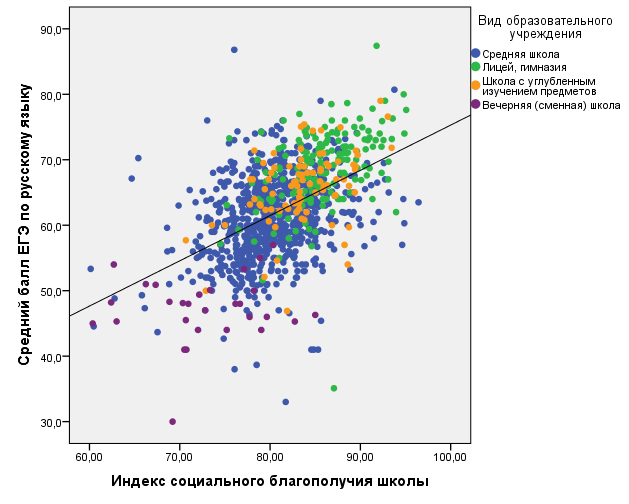 Вид образовательного
учреждения
Средняя школа
Лицей, гимназия
Школа с углубленным
изучением предметов
Вечерняя (сменная) школа
Средний балл ЕГЭ по русскому языку
90,0
80,0
70,0
60,0
50,0
40,0
30,0
60,00 70,00 80,00 90,00 100,00
Индекс социального благополучия школы